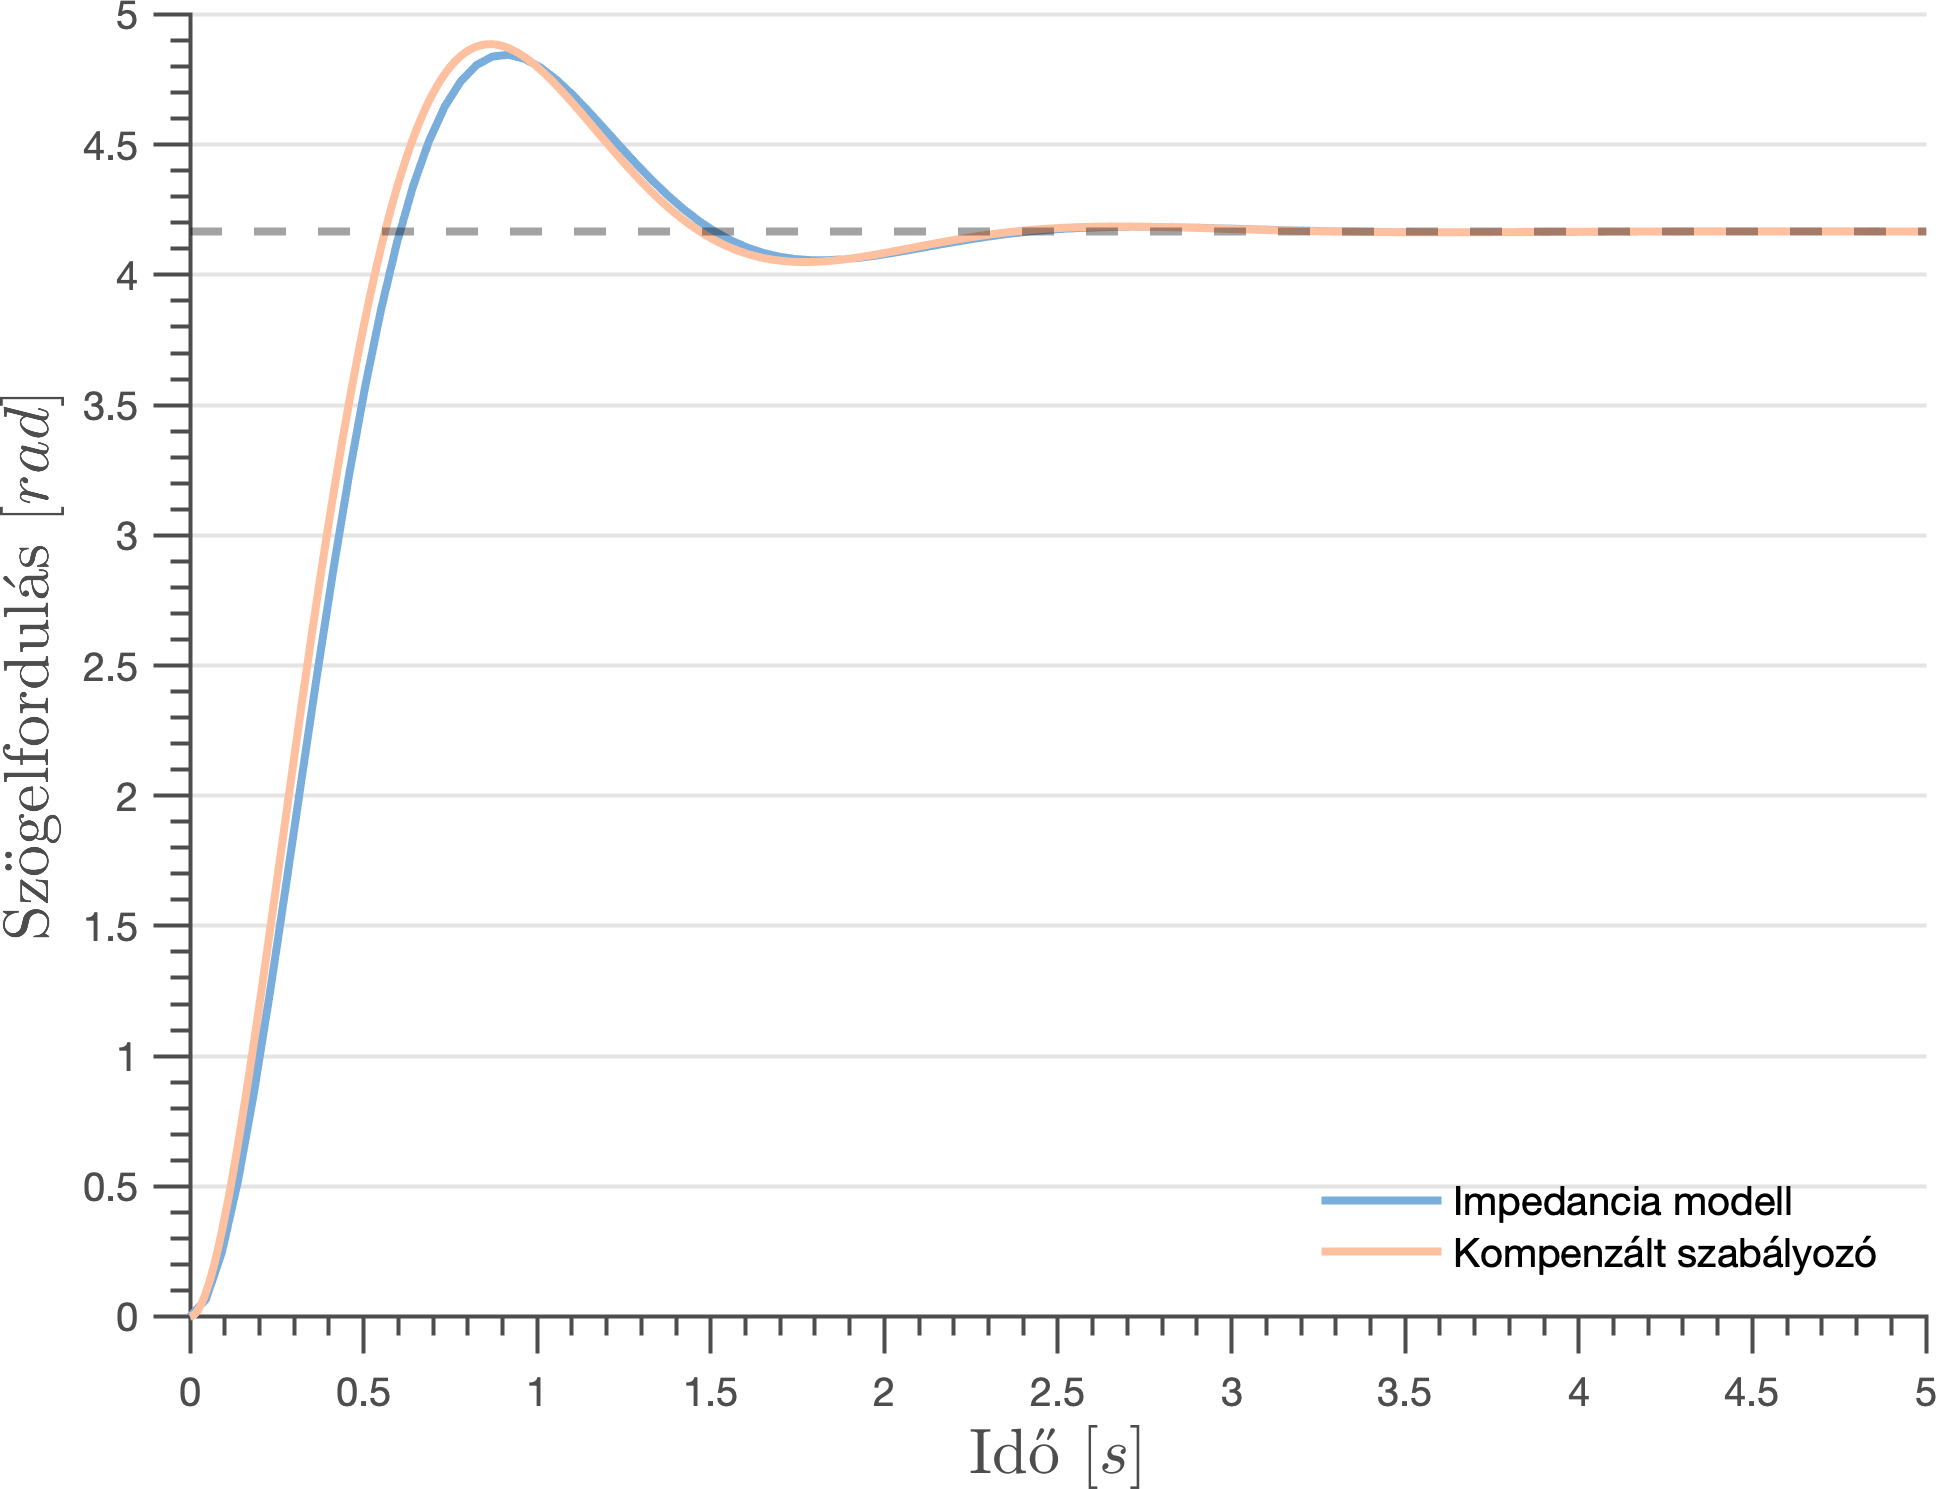 Szögelfordulás [rad]
5
4.5
4
3.5
3
2.5
2
1.5
1
0.5
0
Impedancia modell
Kompenzált szabályozó
0 0.5 1 1.5 2 2.5 3 3.5 4 4.5 5
Idő [s]